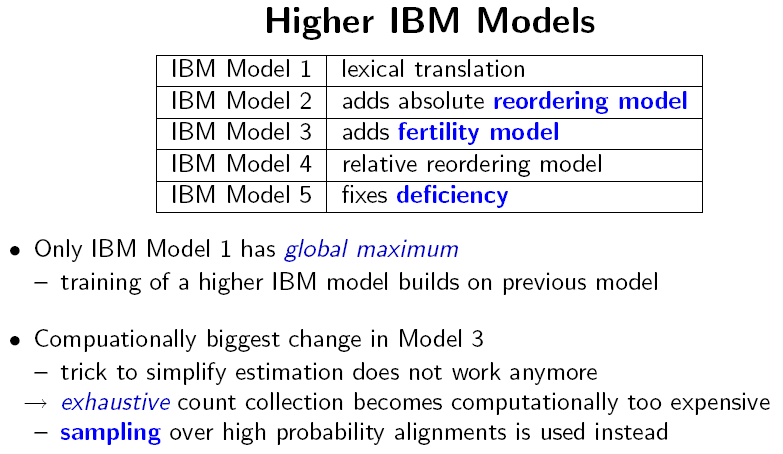 Higher IBM Models
IBM Model 1 lexical translation
IBM Model 2 adds absolute reordering model
IBM Model 3 adds fertility model
IBM Model 4 relative reordering model
IBM Model 5 fixes deficiency
• Only IBM Model 1 has global maximum
– training of a higher IBM model builds on previous model
• Compuationally biggest change in Model 3
– trick to simplify estimation does not work anymore
→ exhaustive count collection becomes computationally too expensive
– sampling over high probability alignments is used instead